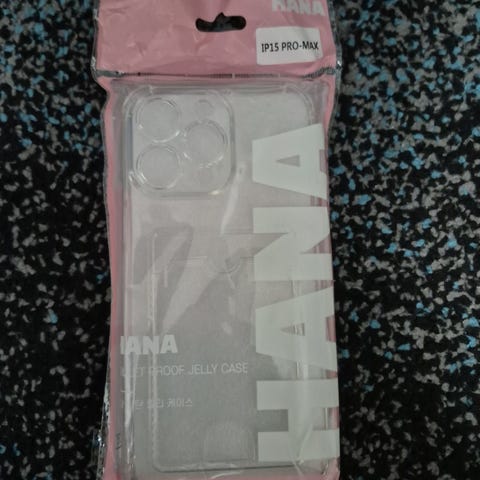 HANA
IP15 PRO-MAX
HANA
HANA
PROOF JELLY CASE
케이스